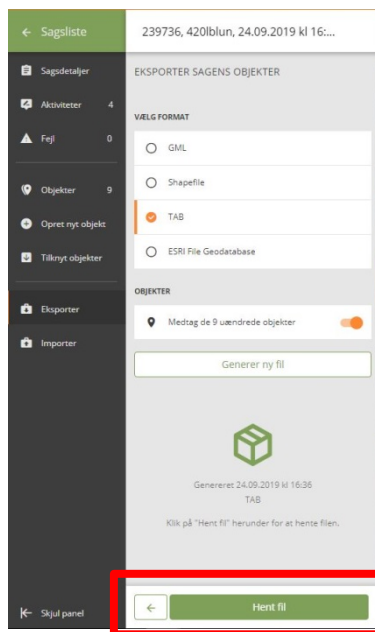 Sagsliste
239736, 420lblun, 24.09.2019 kl 16:...
Sagsdetaljer
Aktiviteter 4
Fejl 0
Objekter 9
Opret nyt objekt
Tilknyt objekter
Eksporter
Importer
Skjul panel
EKSPORTER SAGENS OBJEKTER
VÆLG FORMAT
GML
Shapefile
TAB
ESRI File Geodatabase
OBJEKTER
Medtag de 9 uændrede objekter
Generer ny fil
Genereret 24.09.2019 kl 16:36
TAB
Klik på "Hent fil" herunder for at hente filen.
Hent fil